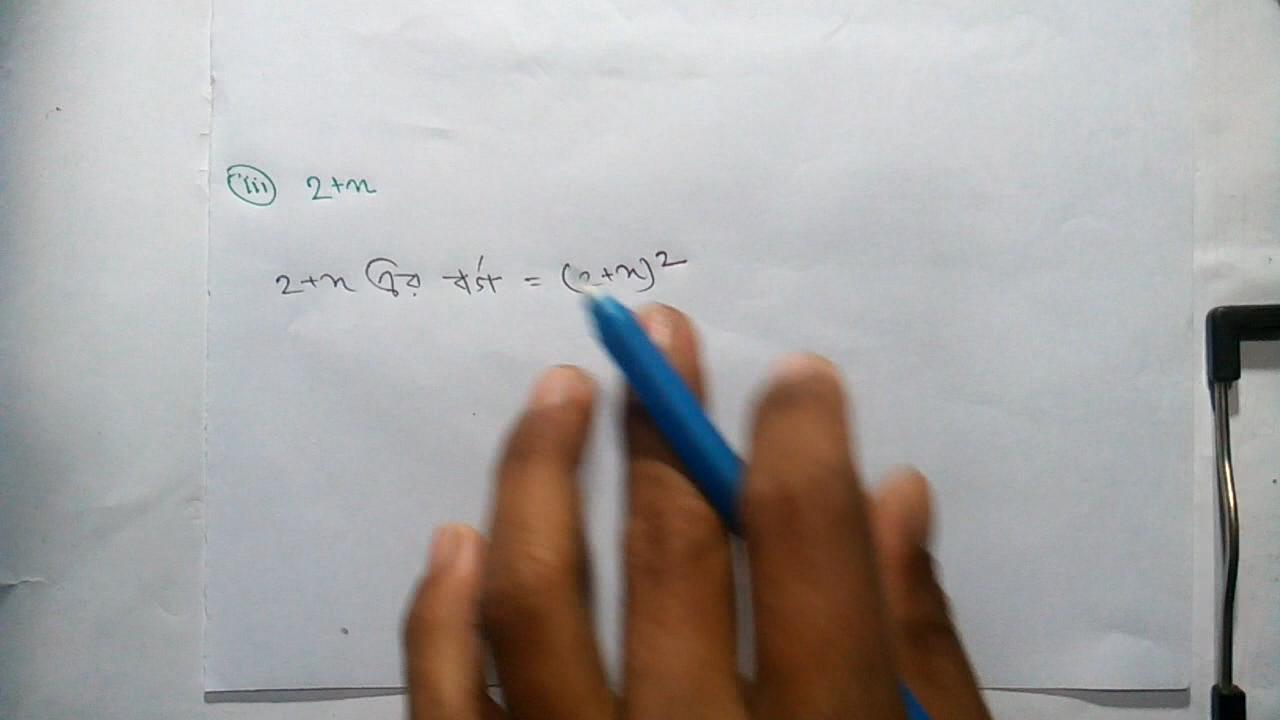 (iii) 2+x
2+x এর বর্গ = (2+x)²